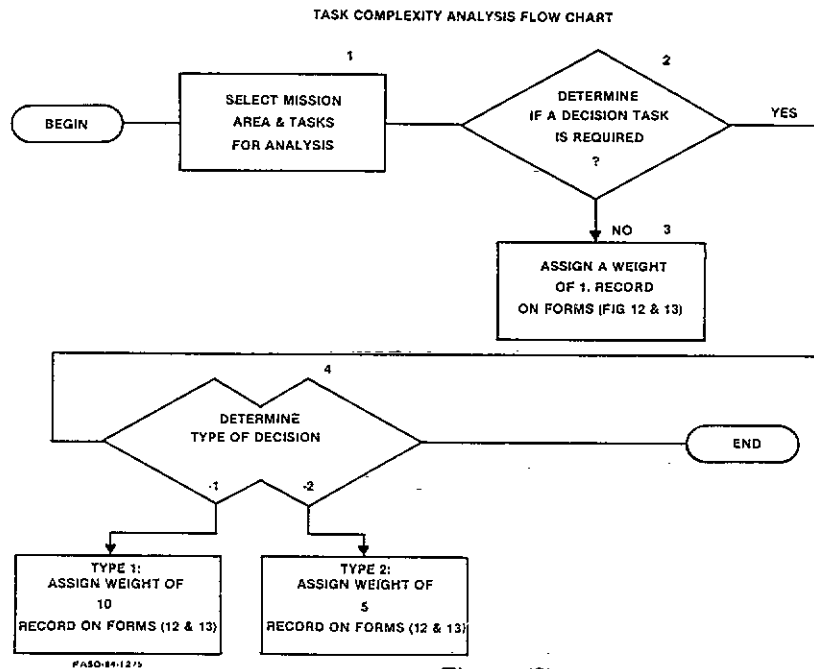 TASK COMPLEXITY ANALYSIS FLOW CHART
1
2
BEGIN
SELECT MISSION
AREA & TASKS
FOR ANALYSIS
DETERMINE
IF A DECISION TASK
IS REQUIRED
?
YES
NO 3
ASSIGN A WEIGHT
OF 1. RECORD
ON FORMS (FIG 12 & 13)
4
DETERMINE
TYPE OF DECISION
END
-1 -2
TYPE 1:
ASSIGN WEIGHT OF
10
RECORD ON FORMS (12 & 13)
TYPE 2:
ASSIGN WEIGHT OF
5
RECORD ON FORMS (12 & 13)